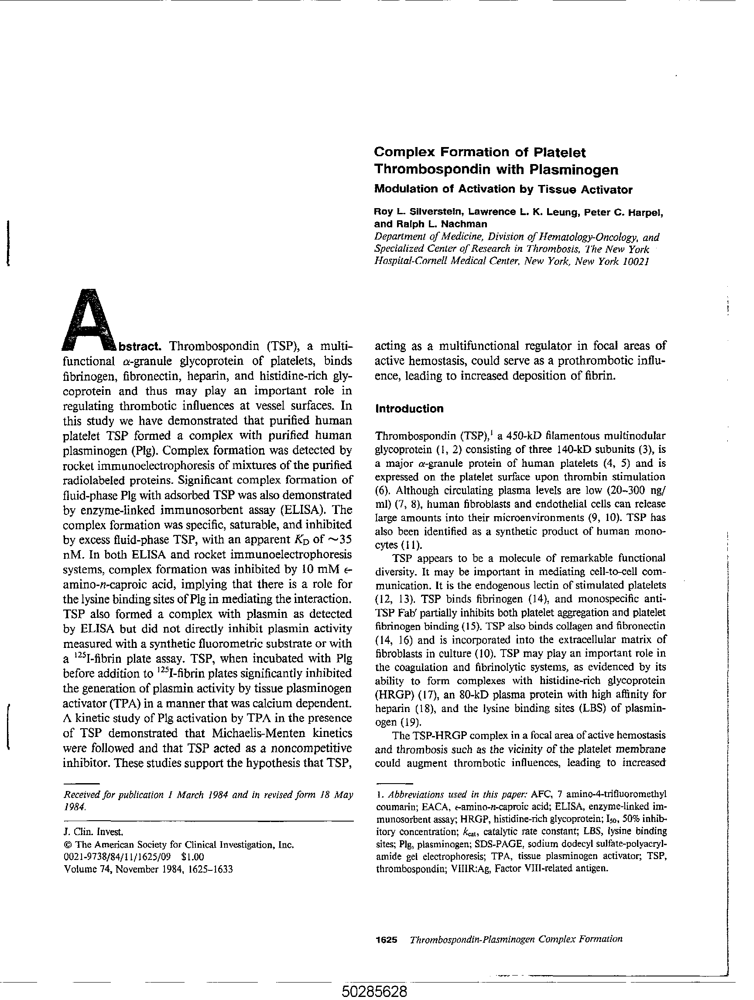 Complex Formation of Platelet
Thrombospondin with Plasminogen
Modulation of Activation by Tissue Activator
Roy L. Silverstein, Lawrence L. K. Leung, Peter C. Harpel,
and Ralph L. Nachman
Department of Medicine, Division of Hematology-Oncology, and
Specialized Center of Research in Thrombosis, The New York
Hospital-Cornell Medical Center, New York, New York 10021
Abstract. Thrombospondin (TSP), a multi-
functional α-granule glycoprotein of platelets, binds
fibrinogen, fibronectin, heparin, and histidine-rich gly-
coprotein and thus may play an important role in
regulating thrombotic influences at vessel surfaces. In
this study we have demonstrated that purified human
platelet TSP formed a complex with purified human
plasminogen (Plg). Complex formation was detected by
rocket immunoelectrophoresis of mixtures of the purified
radiolabeled proteins. Significant complex formation of
fluid-phase Plg with adsorbed TSP was also demonstrated
by enzyme-linked immunosorbent assay (ELISA). The
complex formation was specific, saturable, and inhibited
by excess fluid-phase TSP, with an apparent K_D of ~35
nM. In both ELISA and rocket immunoelectrophoresis
systems, complex formation was inhibited by 10 mM ε-
amino-n-caproic acid, implying that there is a role for
the lysine binding sites of Plg in mediating the interaction.
TSP also formed a complex with plasmin as detected
by ELISA but did not directly inhibit plasmin activity
measured with a synthetic fluorometric substrate or with
a ¹²⁵I-fibrin plate assay. TSP, when incubated with Plg
before addition to ¹²⁵I-fibrin plates significantly inhibited
the generation of plasmin activity by tissue plasminogen
activator (TPA) in a manner that was calcium dependent.
A kinetic study of Plg activation by TPA in the presence
of TSP demonstrated that Michaelis-Menten kinetics
were followed and that TSP acted as a noncompetitive
inhibitor. These studies support the hypothesis that TSP,
Received for publication 1 March 1984 and in revised form 18 May
1984.
J. Clin. Invest.
© The American Society for Clinical Investigation, Inc.
0021-9738/84/11/1625/09 $1.00
Volume 74, November 1984, 1625-1633
acting as a multifunctional regulator in focal areas of
active hemostasis, could serve as a prothrombotic influ-
ence, leading to increased deposition of fibrin.
Introduction
Thrombospondin (TSP),¹ a 450-kD filamentous multinodular
glycoprotein (1, 2) consisting of three 140-kD subunits (3), is
a major α-granule protein of human platelets (4, 5) and is
expressed on the platelet surface upon thrombin stimulation
(6). Although circulating plasma levels are low (20–300 ng/
ml) (7, 8), human fibroblasts and endothelial cells can release
large amounts into their microenvironments (9, 10). TSP has
also been identified as a synthetic product of human mono-
cytes (11).
TSP appears to be a molecule of remarkable functional
diversity. It may be important in mediating cell-to-cell com-
munication. It is the endogenous lectin of stimulated platelets
(12, 13). TSP binds fibrinogen (14), and monospecific anti-
TSP Fab' partially inhibits both platelet aggregation and platelet
fibrinogen binding (15). TSP also binds collagen and fibronectin
(14, 16) and is incorporated into the extracellular matrix of
fibroblasts in culture (10). TSP may play an important role in
the coagulation and fibrinolytic systems, as evidenced by its
ability to form complexes with histidine-rich glycoprotein
(HRGP) (17), an 80-kD plasma protein with high affinity for
heparin (18), and the lysine binding sites (LBS) of plasmin-
ogen (19).
The TSP-HRGP complex in a focal area of active hemostasis
and thrombosis such as the vicinity of the platelet membrane
could augment thrombotic influences, leading to increased
1. Abbreviations used in this paper: AFC, 7 amino-4-trifluoromethyl
coumarin; EACA, ε-amino-n-caproic acid; ELISA, enzyme-linked im-
munosorbent assay; HRGP, histidine-rich glycoprotein; I₅₀, 50% inhib-
itory concentration; k_cat, catalytic rate constant; LBS, lysine binding
sites; Plg, plasminogen; SDS-PAGE, sodium dodecyl sulfate-polyacryl-
amide gel electrophoresis; TPA, tissue plasminogen activator; TSP,
thrombospondin; VIIIR:Ag, Factor VIII-related antigen.
1625 Thrombospondin-Plasminogen Complex Formation
50285628